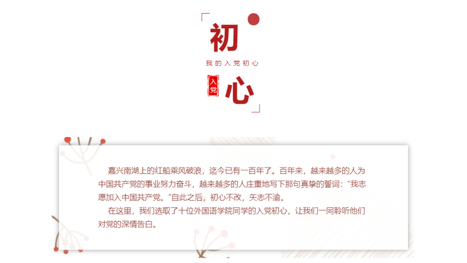 初
我的入党初心
入党
心
嘉兴南湖上的红船乘风破浪，迄今已有一百年了。百年来，越来越多的人为
中国共产党的事业努力奋斗，越来越多的人庄重地写下那句真挚的誓词：“我志
愿加入中国共产党。”自此之后，初心不改，矢志不渝。
在这里，我们选取了十位外国语学院同学的入党初心，让我们一同聆听他们
对党的深情告白。